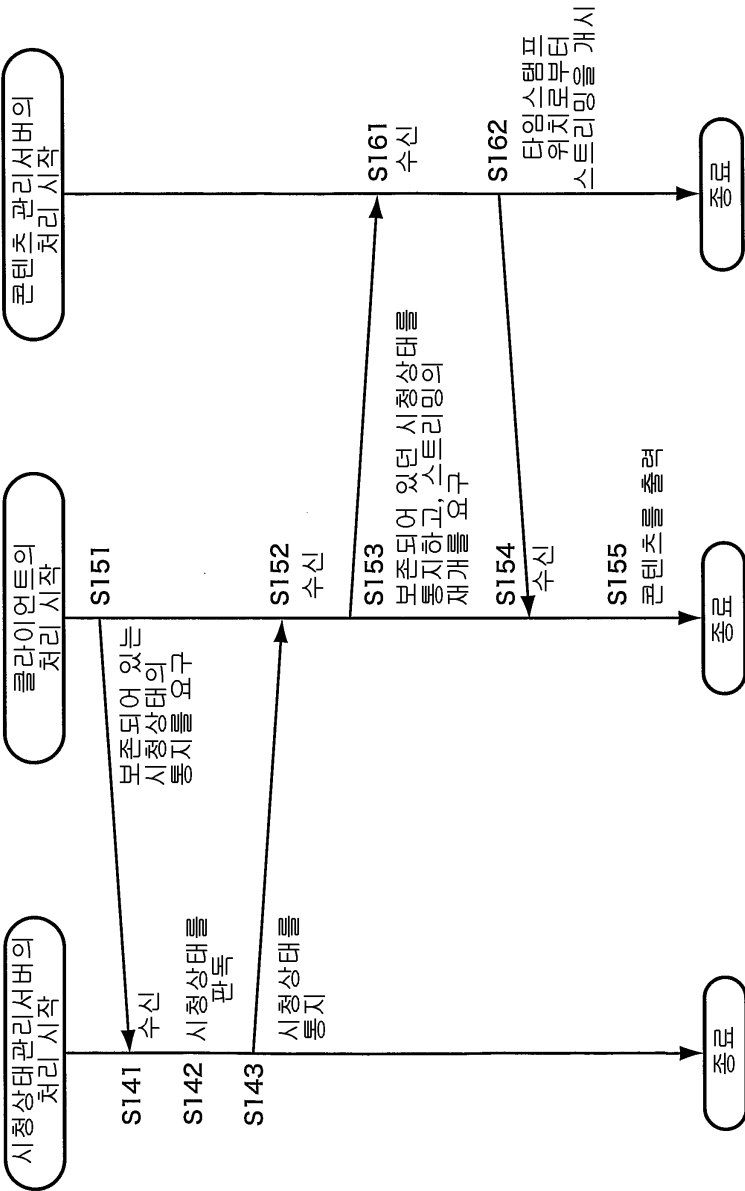 시청상태관리서버의
처리 시작
클라이언트의
처리 시작
콘텐츠 관리서버의
처리 시작
S151
보존되어 있는
시청상태의
통지를 요구
S141
수신
S142
시청상태를
판독
S143
시청상태를
통지
S152
수신
S153
보존되어 있던 시청상태를
통지하고, 스트리밍의
재개를 요구
S161
수신
S162
타임스탬프
위치로부터
스트리밍을 개시
S154
수신
S155
콘텐츠를 출력
종료
종료
종료